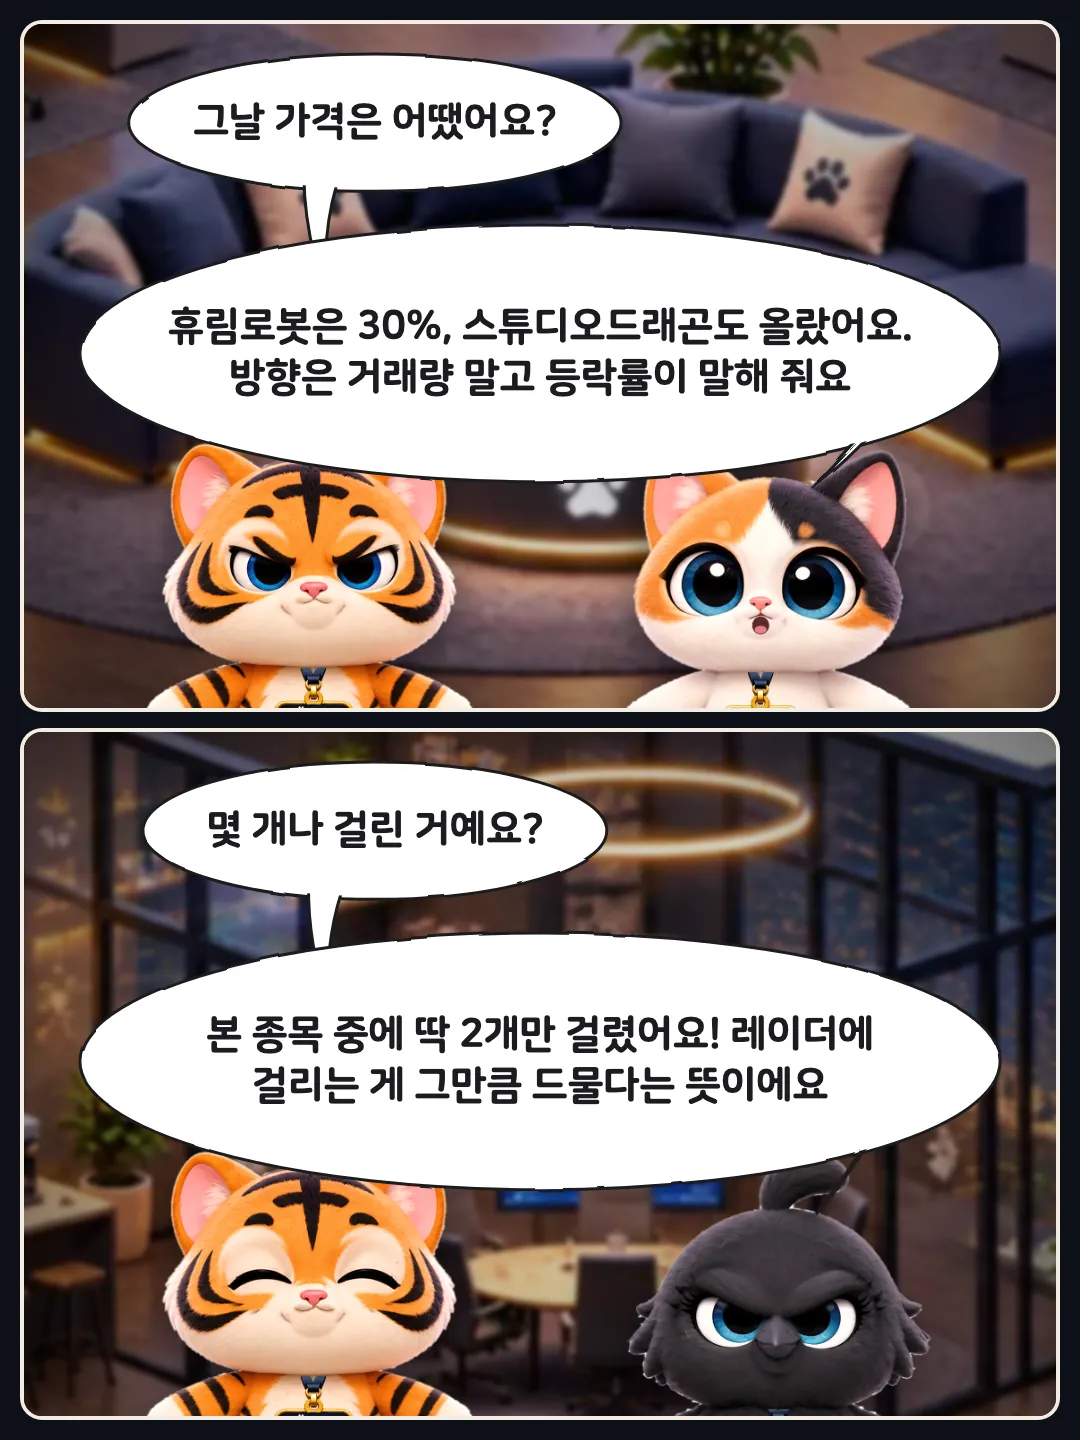 그날 가격은 어땠어요?
휴림로봇은 30%, 스튜디오드래곤도 올랐어요.
방향은 거래량 말고 등락률이 말해 줘요
몇 개나 걸린 거예요?
본 종목 중에 딱 2개만 걸렸어요! 레이더에
걸리는 게 그만큼 드물다는 뜻이에요